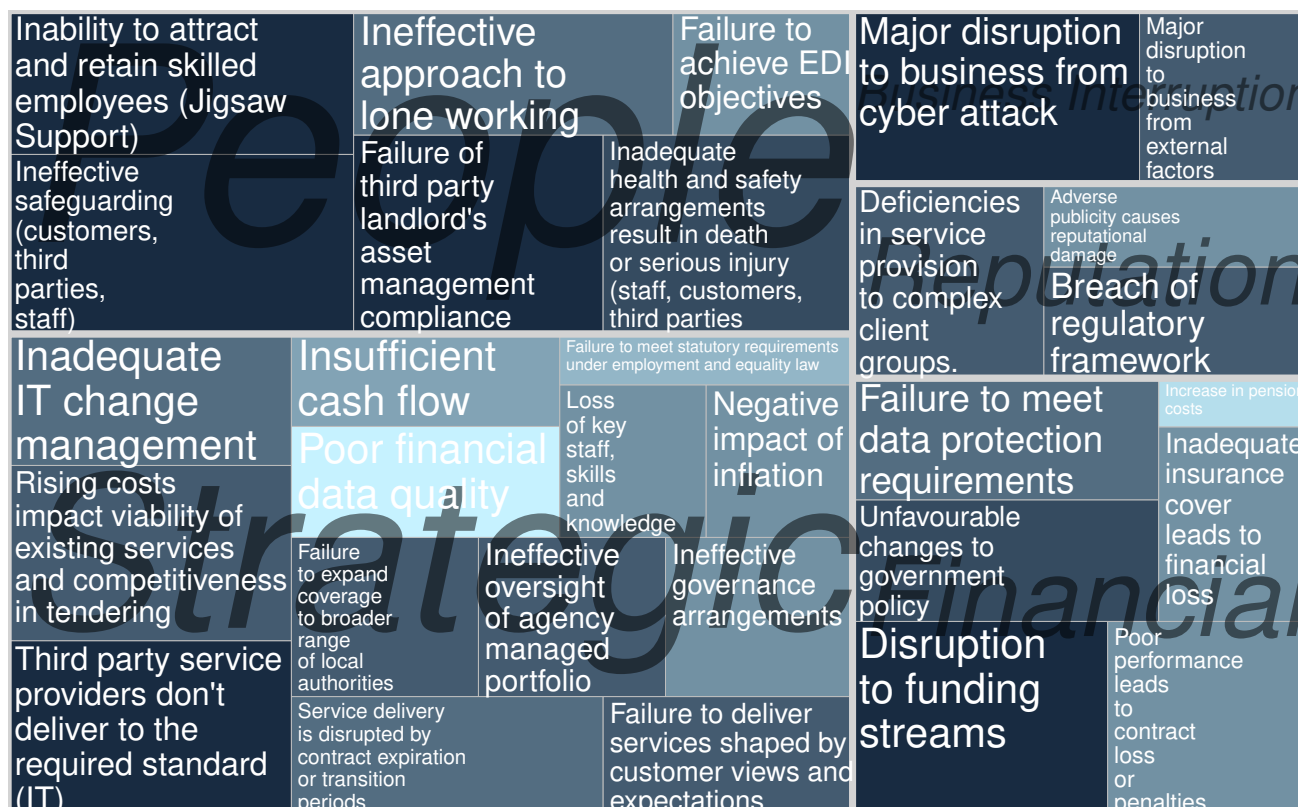 Inability to attract
and retain skilled
employees (Jigsaw
Support)
Ineffective
safeguarding
(customers,
third
parties,
staff)
Ineffective
approach to
lone working
Failure to
achieve EDI
objectives
Failure of
third party
landlord's
asset
management
compliance
Inadequate
health and safety
arrangements
result in death
or serious injury
(staff, customers,
third parties
People
Major disruption
to business from
cyber attack
Major
disruption
to
business
from
external
factors
Business Interruption
Deficiencies
in service
provision
to complex
client
groups.
Adverse
publicity causes
reputational
damage
Breach of
regulatory
framework
Reputation
Inadequate
IT change
management
Rising costs
impact viability of
existing services
and competitiveness
in tendering
Third party service
providers don't
deliver to the
required standard
(IT)
Insufficient
cash flow
Poor financial
data quality
Failure to meet statutory requirements
under employment and equality law
Loss
of key
staff,
skills
and
knowledge
Negative
impact of
inflation
Failure
to expand
coverage
to broader
range
of local
authorities
Ineffective
oversight
of agency
managed
portfolio
Ineffective
governance
arrangements
Service delivery
is disrupted by
contract expiration
or transition
periods
Failure to deliver
services shaped by
customer views and
expectations
Strategic
Failure to meet
data protection
requirements
Increase in pension
costs
Unfavourable
changes to
government
policy
Inadequate
insurance
cover
leads to
financial
loss
Disruption
to funding
streams
Poor
performance
leads
to
contract
loss
or
penalties
Financial